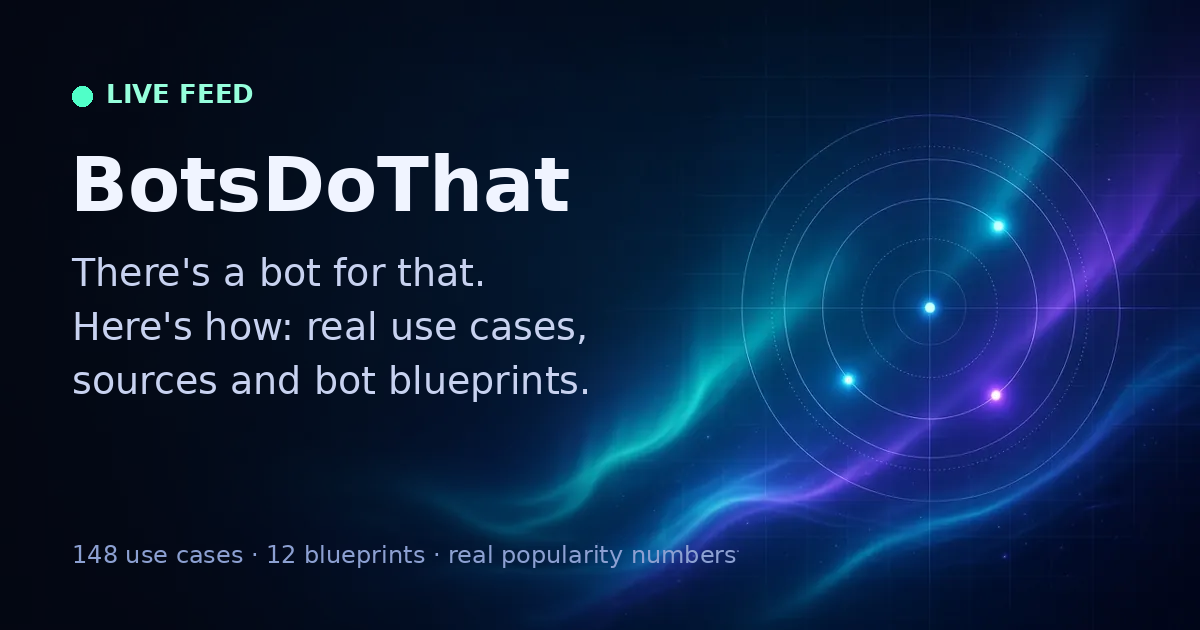 LIVE FEED
BotsDoThat
There's a bot for that.
Here's how: real use cases,
sources and bot blueprints.
148 use cases · 12 blueprints · real popularity numbers